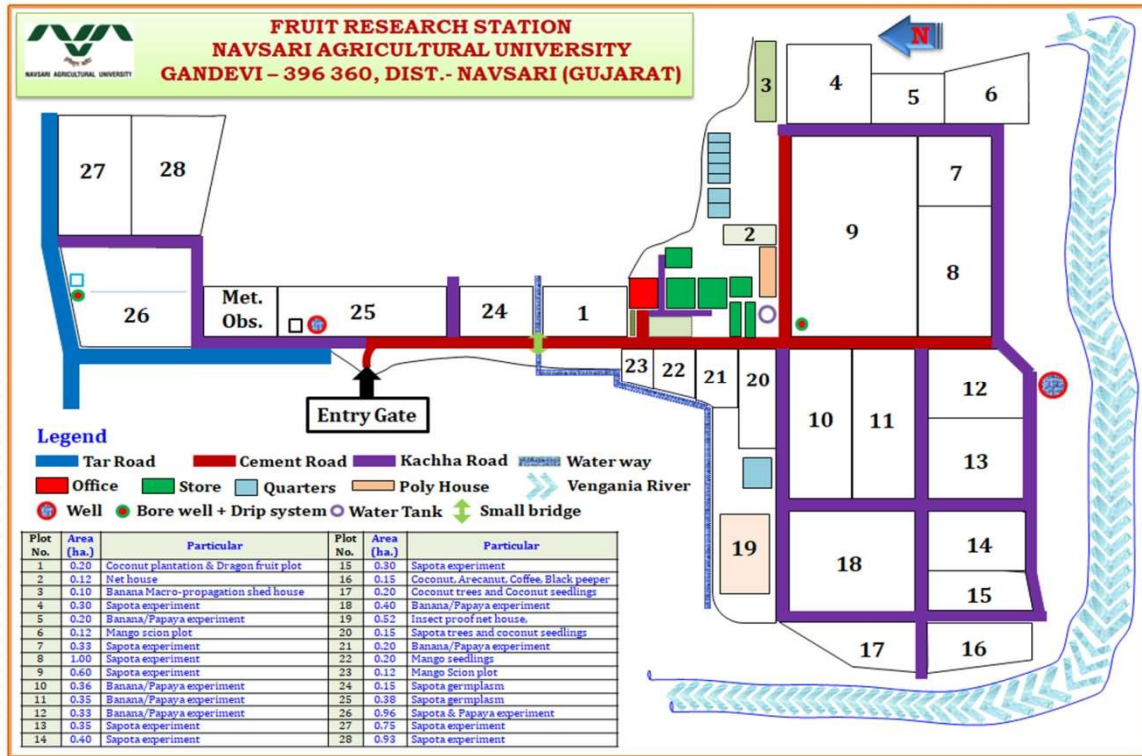 FRUIT RESEARCH STATION
NAVSARI AGRICULTURAL UNIVERSITY
GANDEVI – 396 360, DIST.- NAVSARI (GUJARAT)
NAVSARI AGRICULTURAL UNIVERSITY
N
3
4
5
6
27
28
7
2
9
8
26
Met.
Obs.
25
24
1
23
22
21
20
10
11
12
13
Entry Gate
19
18
14
15
17
16
Legend
Tar Road Cement Road Kachha Road Water way
Office Store Quarters Poly House Vengania River
Well Bore well + Drip system Water Tank Small bridge
Plot No. Area (ha.) Particular Plot No. Area (ha.) Particular
1 0.20 Coconut plantation & Dragon fruit plot 15 0.30 Sapota experiment
2 0.12 Net house 16 0.15 Coconut, Arecanut, Coffee, Black peeper
3 0.10 Banana Macro-propagation shed house 17 0.20 Coconut trees and Coconut seedlings
4 0.30 Sapota experiment 18 0.40 Banana/Papaya experiment
5 0.20 Banana/Papaya experiment 19 0.52 Insect proof net house,
6 0.12 Mango scion plot 20 0.15 Sapota trees and coconut seedlings
7 0.33 Sapota experiment 21 0.20 Banana/Papaya experiment
8 1.00 Sapota experiment 22 0.20 Mango seedlings
9 0.60 Sapota experiment 23 0.12 Mango Scion plot
10 0.36 Banana/Papaya experiment 24 0.15 Sapota germplasm
11 0.35 Banana/Papaya experiment 25 0.38 Sapota germplasm
12 0.33 Banana/Papaya experiment 26 0.96 Sapota & Papaya experiment
13 0.35 Sapota experiment 27 0.75 Sapota experiment
14 0.40 Sapota experiment 28 0.93 Sapota experiment